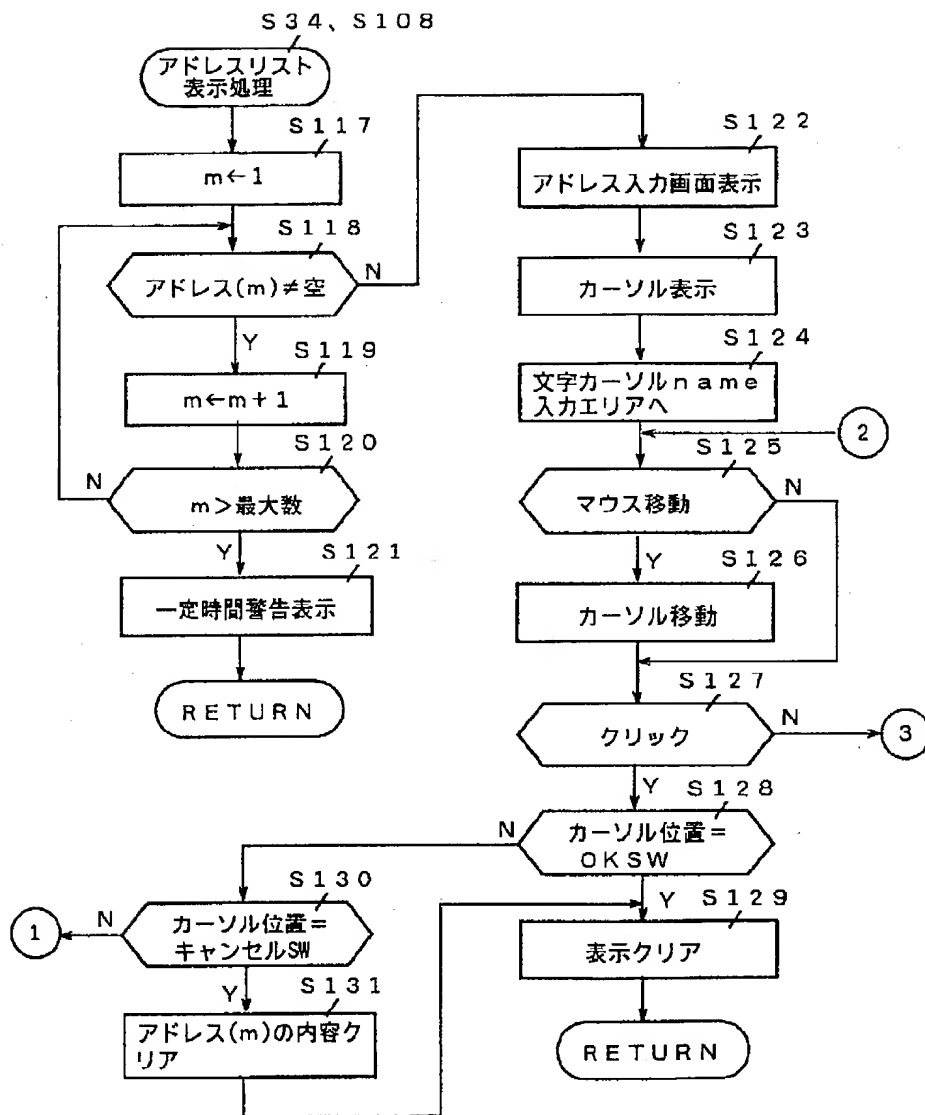 S34、S108
アドレスリスト
表示処理
S117
m←1
S118
アドレス(m)≠空
N
Y
S119
m←m+1
S120
N
m>最大数
Y
S121
一定時間警告表示
RETURN
S122
アドレス入力画面表示
S123
カーソル表示
S124
文字カーソルname
入力エリアへ
2
S125
マウス移動
N
Y
S126
カーソル移動
S127
クリック
N
3
Y
S128
N
カーソル位置=
OKSW
Y
S129
表示クリア
RETURN
S130
1
N
カーソル位置=
キャンセルSW
Y
S131
アドレス(m)の内容ク
リア